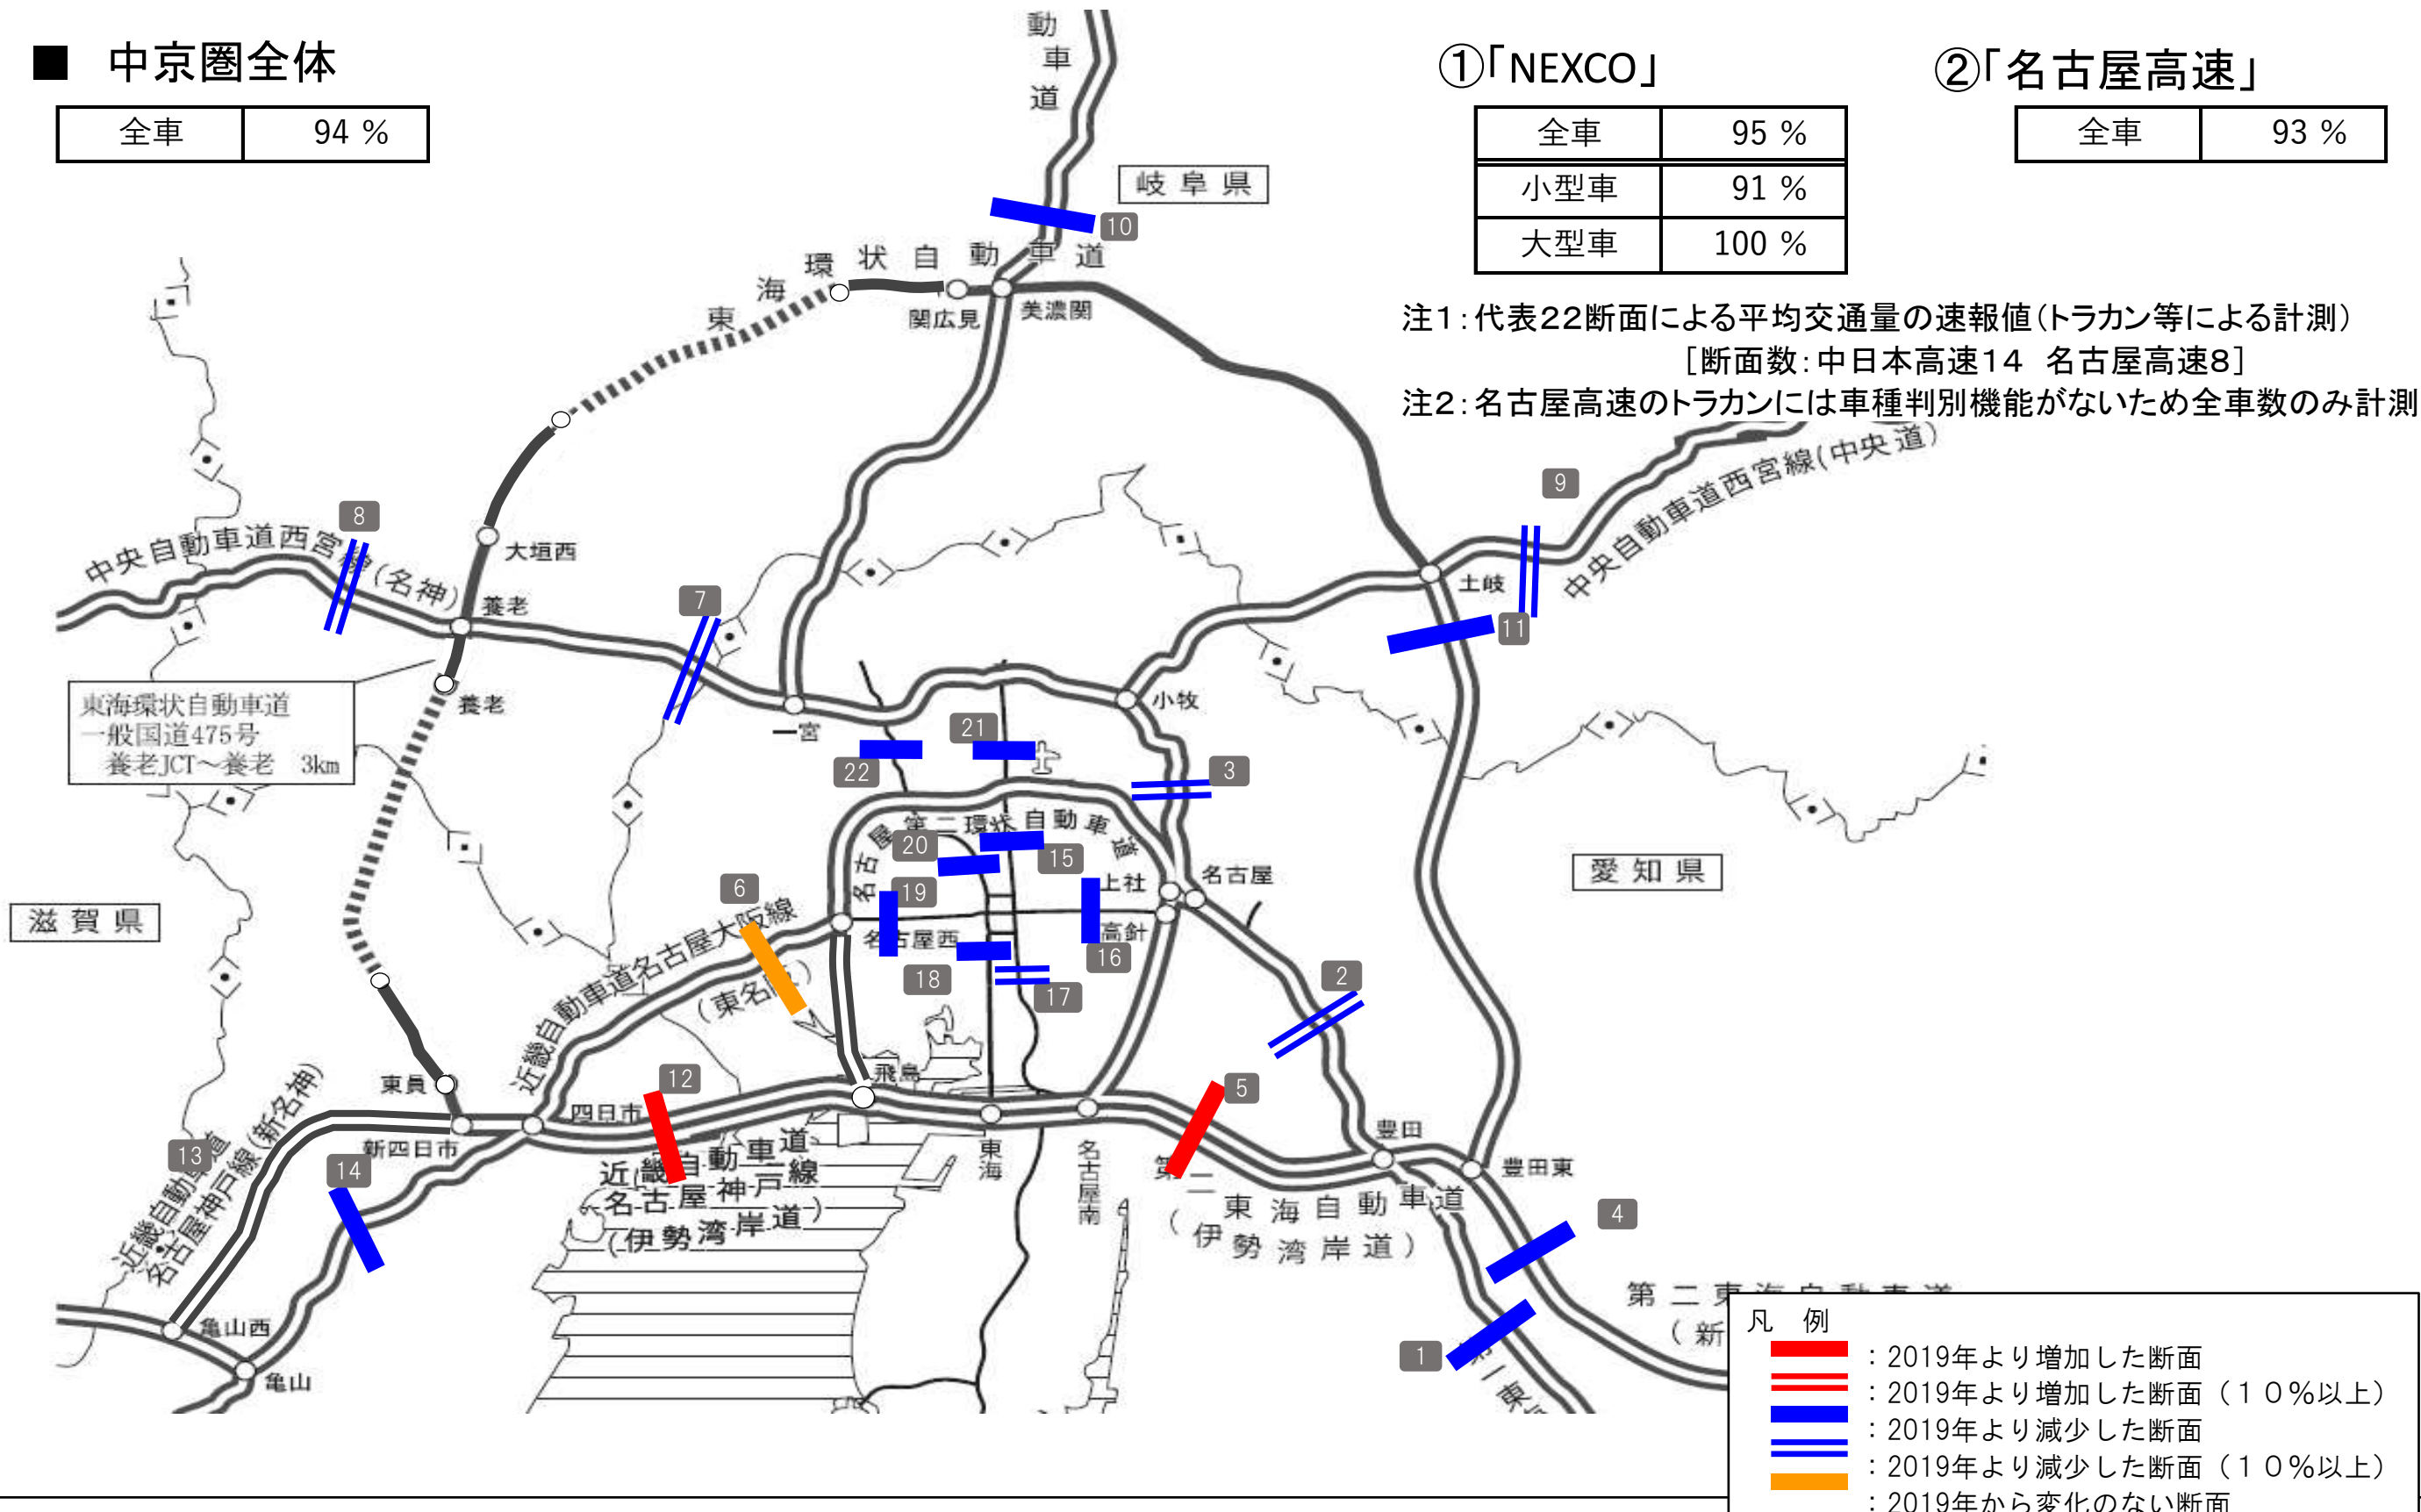 ■ 中京圏全体
全車 94 %
①｢NEXCO｣
全車 95 %
小型車 91 %
大型車 100 %
②｢名古屋高速｣
全車 93 %
注1:代表22断面による平均交通量の速報値(トラカン等による計測)
[断面数:中日本高速14 名古屋高速8]
注2:名古屋高速のトラカンには車種判別機能がないため全車数のみ計測
動車道
岐阜県
10
東海環状自動車道
関広見
美濃関
中央自動車道西宮線(中央道)
9
8
中央自動車道西宮線(名神)
大垣西
養老
7
土岐
11
東海環状自動車道
一般国道475号
養老JCT～養老 3km
養老
一宮
小牧
21
22
3
名古屋第二環状自動車道
20
15
19
上社
名古屋
愛知県
滋賀県
6
近畿自動車道名古屋大阪線
(東名阪)
名古屋西
高針
16
18
17
2
飛島
東員
12
四日市
5
新四日市
13
14
近畿自動車道
名古屋神戸線(新名神)
近畿自動車道
名古屋神戸線
(伊勢湾岸道)
東海
名古屋南
豊田
豊田東
第二東海自動車道
(伊勢湾岸道)
4
亀山西
亀山
1
第二東海自動車道
(新
第一東
凡 例
：2019年より増加した断面
：2019年より増加した断面（１０%以上）
：2019年より減少した断面
：2019年より減少した断面（１０%以上）
：2019年から変化のない断面